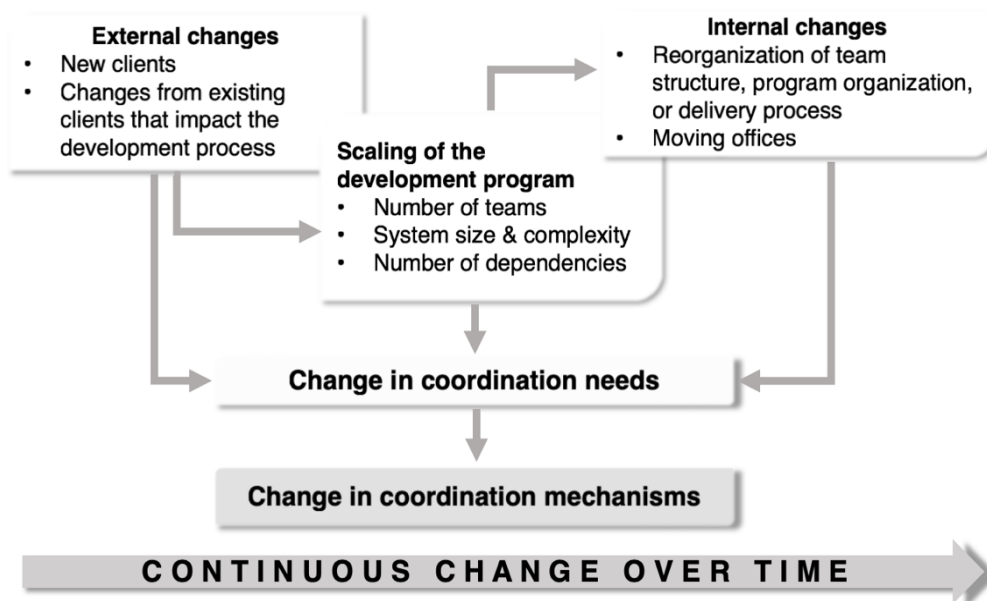 External changes
• New clients
• Changes from existing
clients that impact the
development process
Scaling of the
development program
• Number of teams
• System size & complexity
• Number of dependencies
Internal changes
• Reorganization of team
structure, program organization,
or delivery process
• Moving offices
Change in coordination needs
Change in coordination mechanisms
CONTINUOUS CHANGE OVER TIME